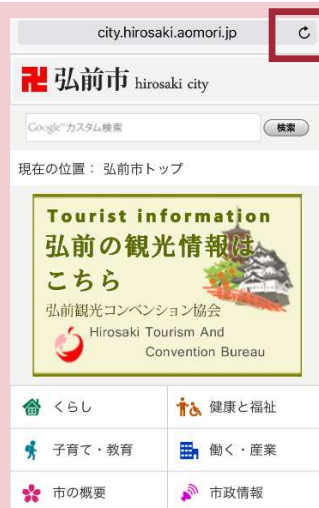 city.hirosaki.aomori.jp
弘前市 hirosaki city
Google™カスタム検索
検索
現在の位置： 弘前市トップ
Tourist information
弘前の観光情報は
こちら
弘前観光コンベンション協会
Hirosaki Tourism And
Convention Bureau
くらし
健康と福祉
子育て・教育
働く・産業
市の概要
市政情報